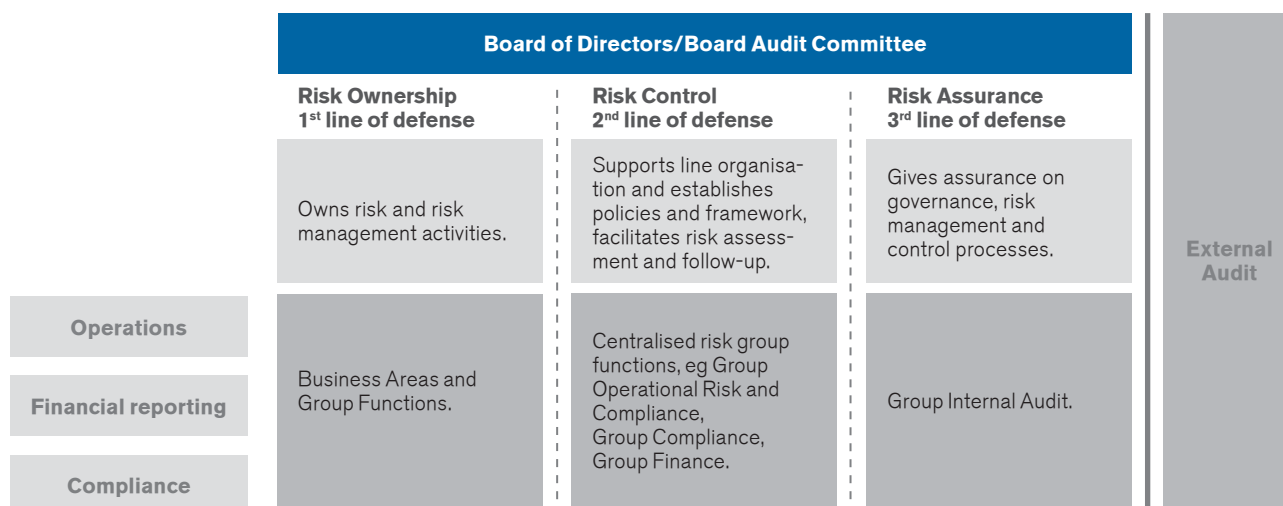 Board of Directors/Board Audit Committee
Risk Ownership
1st line of defense
Risk Control
2nd line of defense
Risk Assurance
3rd line of defense
Owns risk and risk
management activities.
Supports line organisa-
tion and establishes
policies and framework,
facilitates risk assess-
ment and follow-up.
Gives assurance on
governance, risk
management and
control processes.
External
Audit
Operations
Financial reporting
Compliance
Business Areas and
Group Functions.
Centralised risk group
functions, eg Group
Operational Risk and
Compliance,
Group Compliance,
Group Finance.
Group Internal Audit.